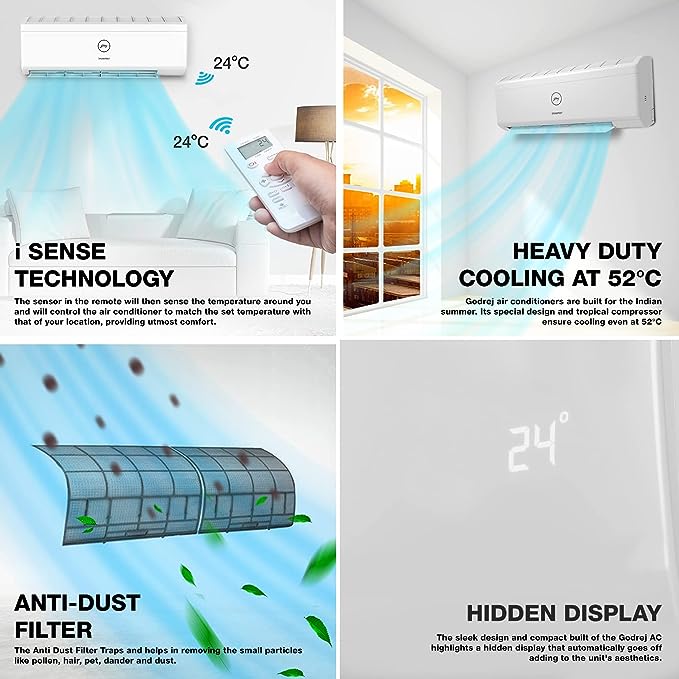 24°C
24°C
24
i SENSE
TECHNOLOGY
The sensor in the remote will then sense the temperature around you
and will control the air conditioner to match the set temperature with
that of your location, providing utmost comfort.
HEAVY DUTY
COOLING AT 52°C
Godrej air conditioners are built for the Indian
summer. Its special design and tropical compressor
ensure cooling even at 52°C
ANTI-DUST
FILTER
The Anti Dust Filter Traps and helps in removing the small particles
like pollen, hair, pet, dander and dust.
24°
HIDDEN DISPLAY
The sleek design and compact built of the Godrej AC
highlights a hidden display that automatically goes off
adding to the unit's aesthetics.